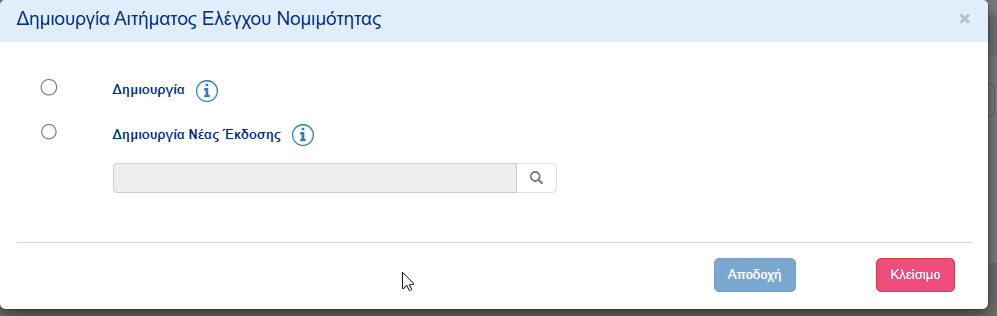 Δημιουργία Αιτήματος Ελέγχου Νομιμότητας
Δημιουργία
Δημιουργία Νέας Έκδοσης
Αποδοχή
Κλείσιμο